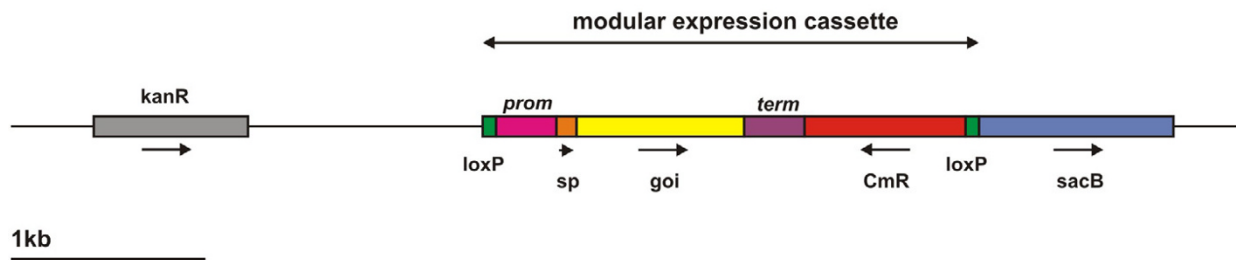 modular expression cassette
kanR
prom
term
loxP
sp
goi
CmR
loxP
sacB
1kb